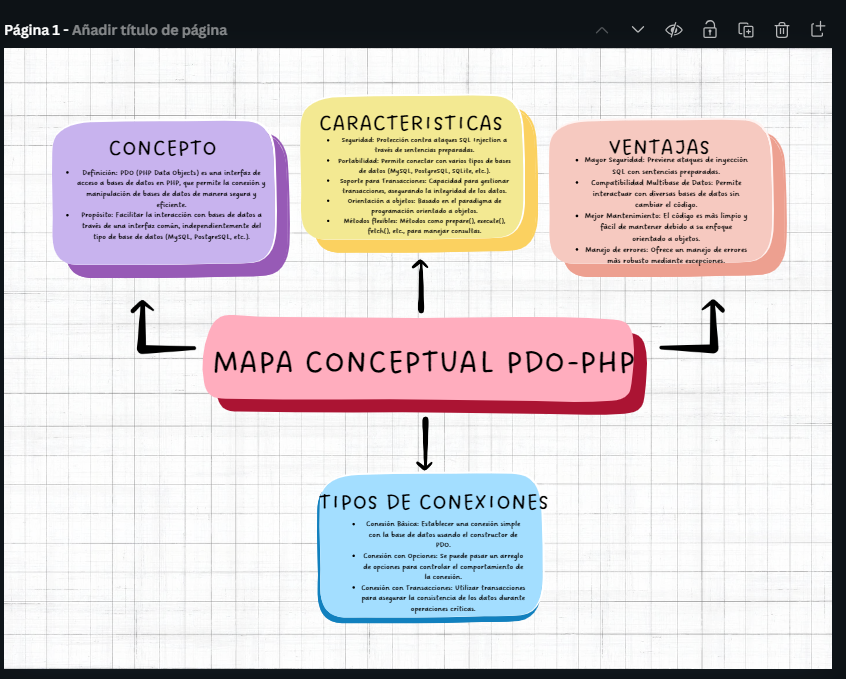 Página 1 - Añadir título de página
CONCEPTO
• Definición: PDO (PHP Data Objects) es una interfaz de
acceso a bases de datos en PHP, que permite la conexión y
manipulación de bases de datos de manera segura y
eficiente.
• Propósito: Facilitar la interacción con bases de datos a
través de una interfaz común, independientemente del
tipo de base de datos (MySQL, PostgreSQL, etc.).
CARACTERISTICAS
• Seguridad: Protección contra ataques SQL Injection a
través de sentencias preparadas.
• Portabilidad: Permite conectar con varios tipos de bases
de datos (MySQL, PostgreSQL, SQLite, etc.).
• Soporte para Transacciones: Capacidad para gestionar
transacciones, asegurando la integridad de los datos.
• Orientación a objetos: Basado en el paradigma de
programación orientado a objetos.
• Métodos flexibles: Métodos como prepare(), execute(),
fetch(), etc., para manejar consultas.
VENTAJAS
• Mayor Seguridad: Previene ataques de inyección
SQL con sentencias preparadas.
• Compatibilidad Multibase de Datos: Permite
interactuar con diversas bases de datos sin
cambiar el código.
• Mejor Mantenimiento: El código es más limpio y
fácil de mantener debido a su enfoque
orientado a objetos.
• Manejo de errores: Ofrece un manejo de errores
más robusto mediante excepciones.
MAPA CONCEPTUAL PDO-PHP
TIPOS DE CONEXIONES
• Conexión Básica: Establecer una conexión simple
con la base de datos usando el constructor de
PDO.
• Conexión con Opciones: Se puede pasar un arreglo
de opciones para controlar el comportamiento de
la conexión.
• Conexión con Transacciones: Utilizar transacciones
para asegurar la consistencia de los datos durante
operaciones críticas.